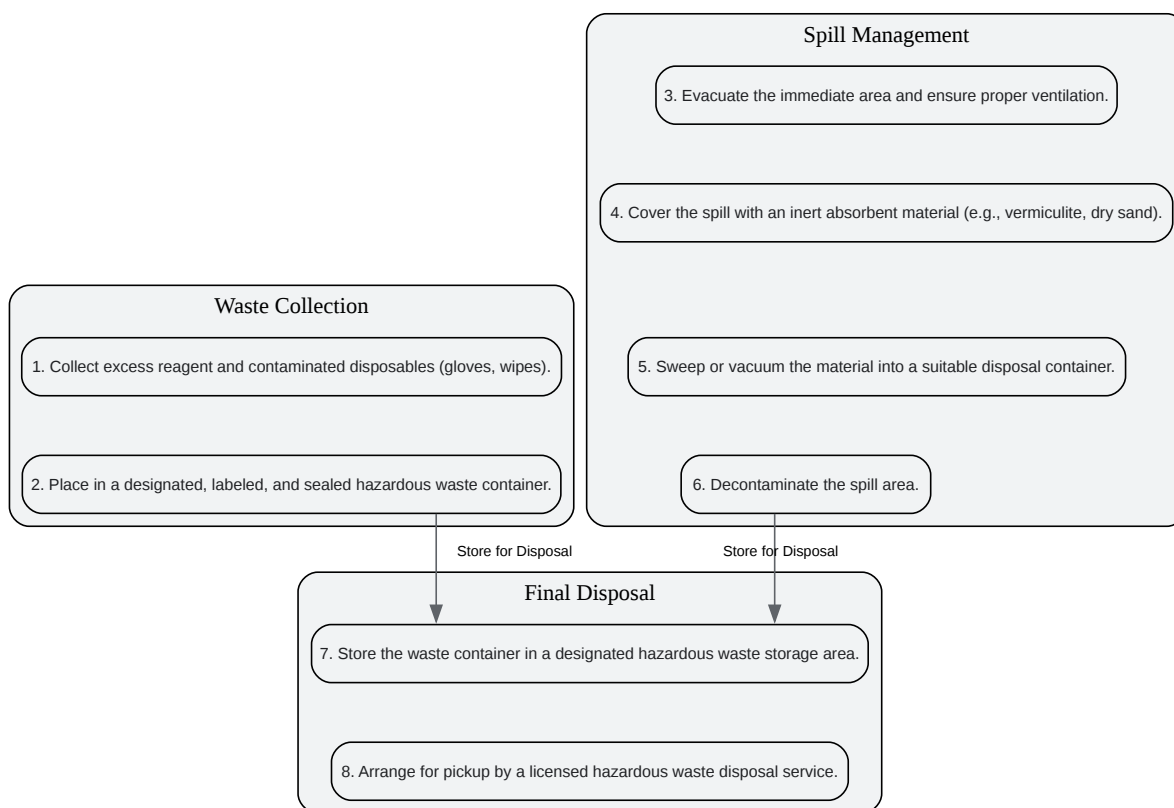 Spill Management
3. Evacuate the immediate area and ensure proper ventilation.
4. Cover the spill with an inert absorbent material (e.g., vermiculite, dry sand).
5. Sweep or vacuum the material into a suitable disposal container.
6. Decontaminate the spill area.
Waste Collection
1. Collect excess reagent and contaminated disposables (gloves, wipes).
2. Place in a designated, labeled, and sealed hazardous waste container.
Store for Disposal
Store for Disposal
Final Disposal
7. Store the waste container in a designated hazardous waste storage area.
8. Arrange for pickup by a licensed hazardous waste disposal service.